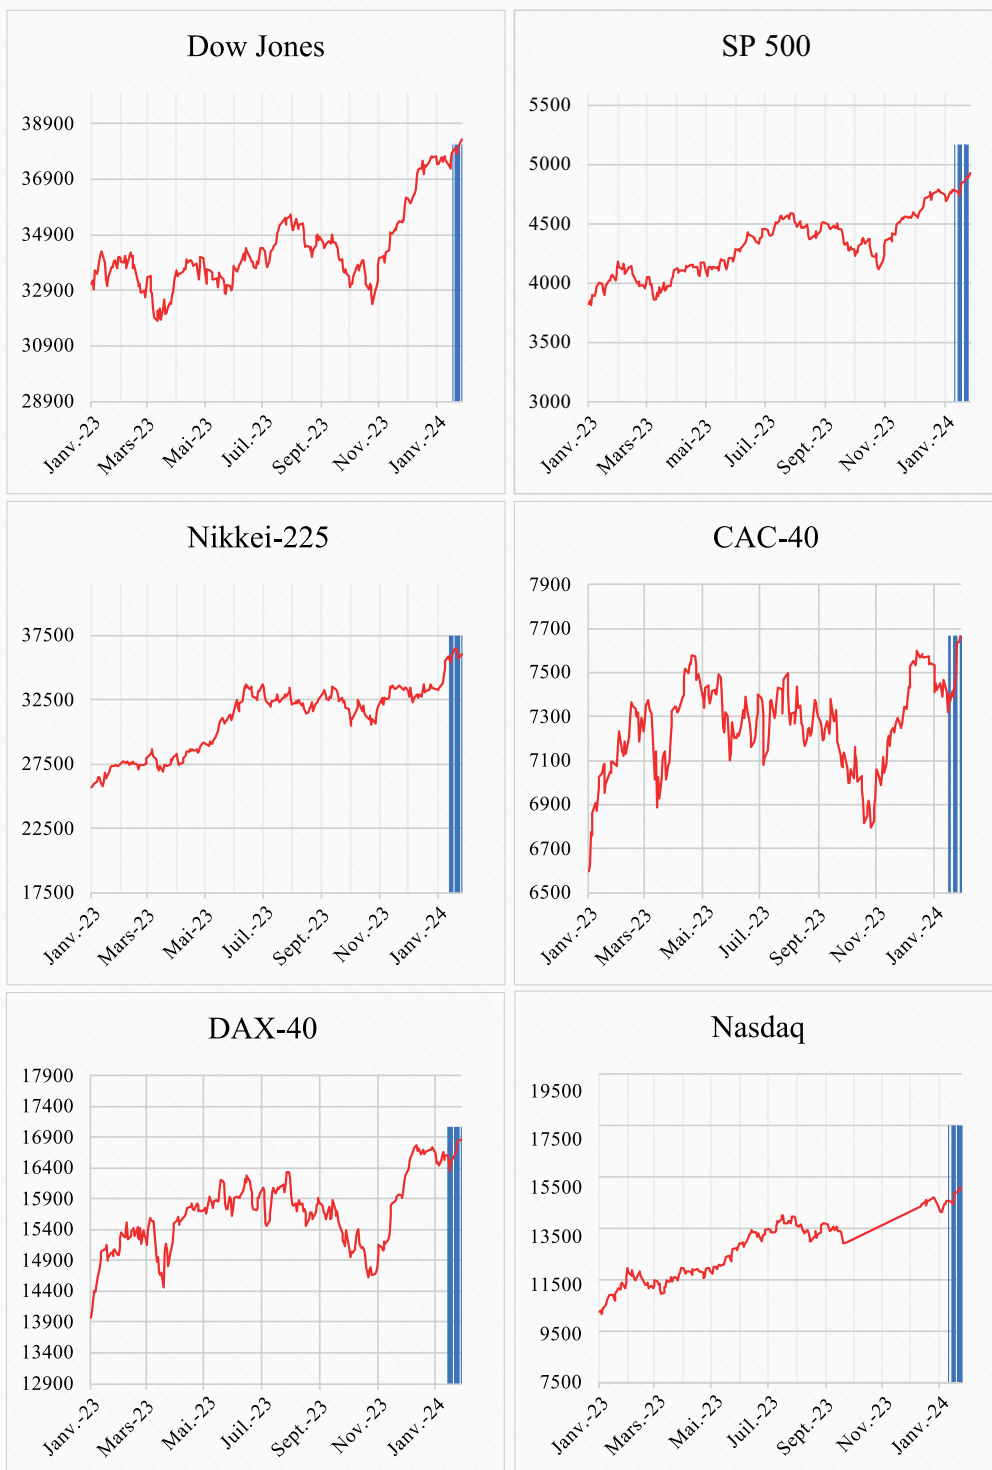 Dow Jones
38900
36900
34900
32900
30900
28900
Janv.-23
Mars-23
Mai-23
Juil.-23
Sept.-23
Nov.-23
Janv.-24
SP 500
5500
5000
4500
4000
3500
3000
Janv.-23
Mars-23
mai-23
Juil.-23
Sept.-23
Nov.-23
Janv.-24
Nikkei-225
37500
32500
27500
22500
17500
Janv.-23
Mars-23
Mai-23
Juil.-23
Sept.-23
Nov.-23
Janv.-24
CAC-40
7900
7700
7500
7300
7100
6900
6700
6500
Janv.-23
Mars-23
Mai.-23
Juil.-23
Sept.-23
Nov.-23
Janv.-24
DAX-40
17900
17400
16900
16400
15900
15400
14900
14400
13900
13400
12900
Janv.-23
Mars-23
Mai.-23
Juil.-23
Sept.-23
Nov.-23
Janv.-24
Nasdaq
19500
17500
15500
13500
11500
9500
7500
Janv.-23
Mars-23
Mai.-23
Juil.-23
Sept.-23
Nov.-23
Janv.-24